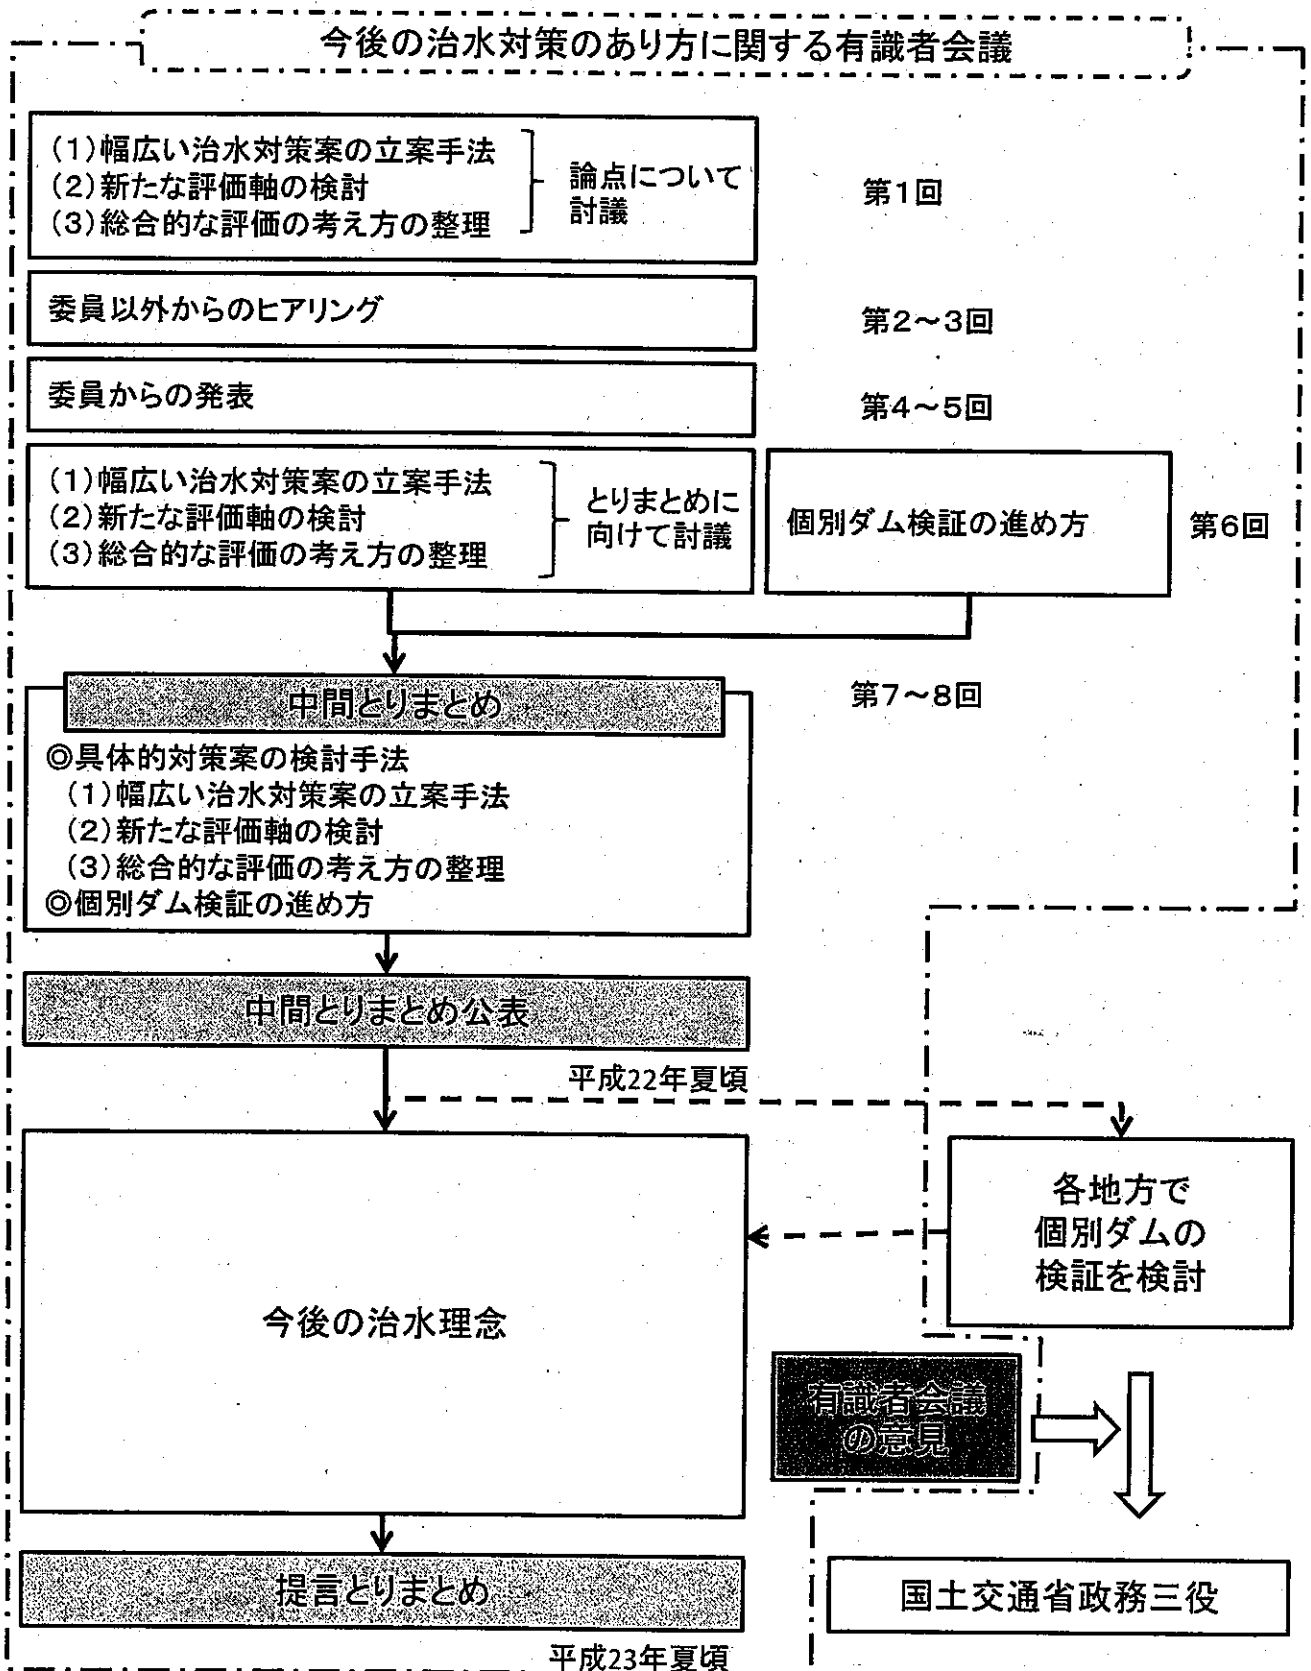 今後の治水対策のあり方に関する有識者会議
(1)幅広い治水対策案の立案手法
(2)新たな評価軸の検討
(3)総合的な評価の考え方の整理
論点について
討議
第1回
委員以外からのヒアリング
第2～3回
委員からの発表
第4～5回
(1)幅広い治水対策案の立案手法
(2)新たな評価軸の検討
(3)総合的な評価の考え方の整理
とりまとめに
向けて討議
個別ダム検証の進め方
第6回
中間とりまとめ
第7～8回
◎具体的対策案の検討手法
(1)幅広い治水対策案の立案手法
(2)新たな評価軸の検討
(3)総合的な評価の考え方の整理
◎個別ダム検証の進め方
中間とりまとめ公表
平成22年夏頃
各地方で
個別ダムの
検証を検討
今後の治水理念
有識者会議
の意見
提言とりまとめ
国土交通省政務三役
平成23年夏頃